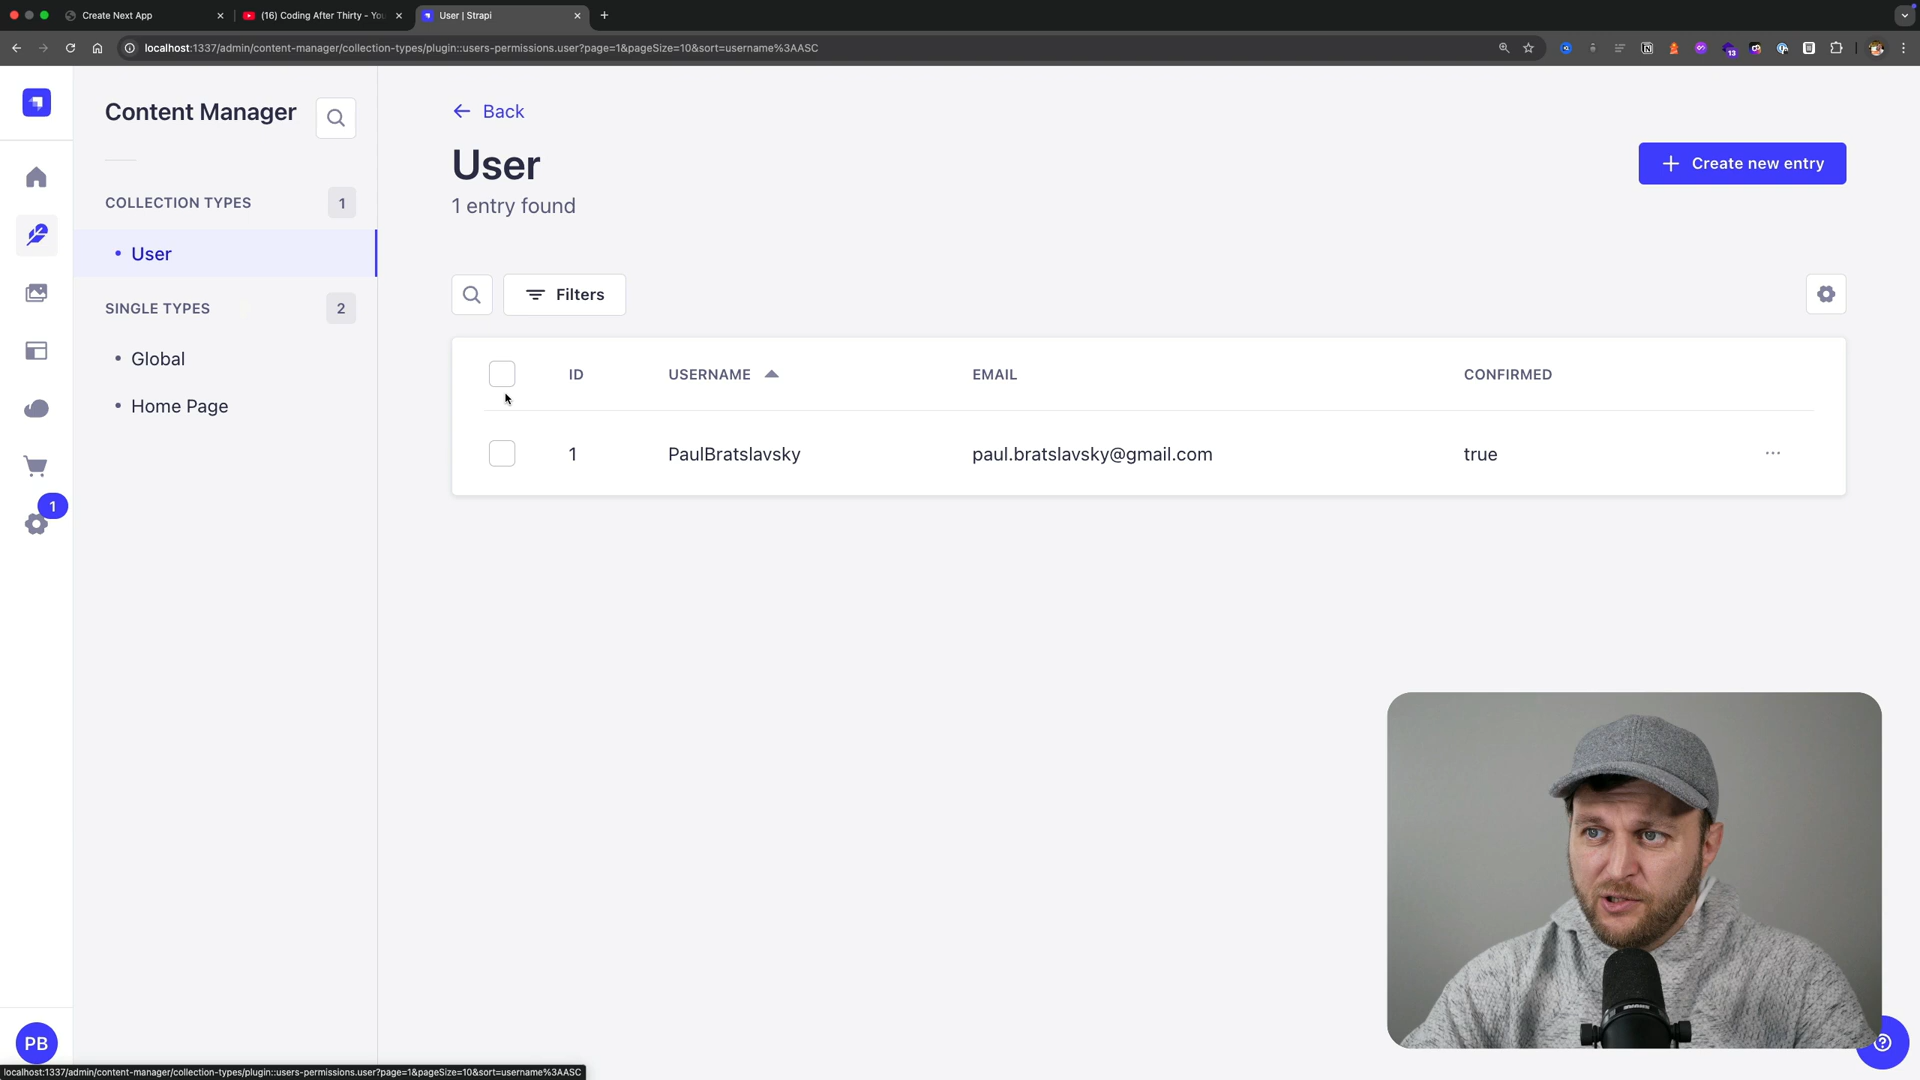 Create Next App
(16) Coding After Thirty - You
User | Strapi
localhost:1337/admin/content-manager/collection-types/plugin::users-permissions.user?page=1&pageSize=10&sort=username%3AASC
13
Content Manager
COLLECTION TYPES 1
User
SINGLE TYPES 2
Global
Home Page
1
PB
Back
User
1 entry found
Create new entry
Filters
ID USERNAME EMAIL CONFIRMED
1 PaulBratslavsky paul.bratslavsky@gmail.com true
localhost:1337/admin/content-manager/collection-types/plugin::users-permissions.user?page=1&pageSize=10&sort=username%3AASC